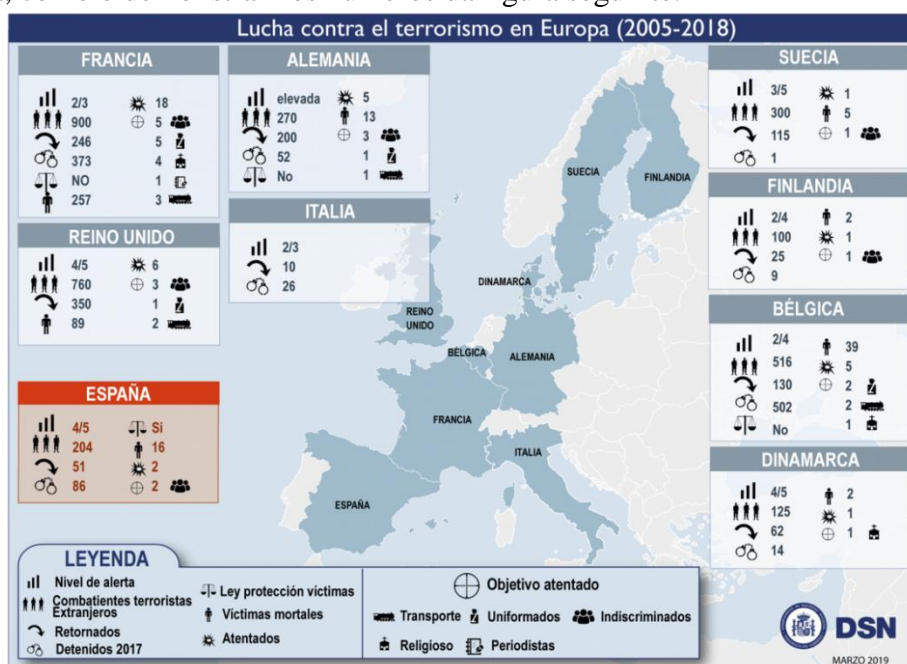 Lucha contra el terrorismo en Europa (2005-2018)
FRANCIA
2/3 18
900 5
246 5
373 4
NO 1
257 3
ALEMANIA
elevada 5
270 13
200 3
52 1
No 1
SUECIA
3/5 1
300 5
115 1
1
ITALIA
2/3
10
26
FINLANDIA
2/4 2
100 1
25 1
9
REINO UNIDO
4/5 6
760 3
350 1
89 2
BÉLGICA
2/4 39
516 5
130 2
502 2
No 1
ESPAÑA
4/5 Si
204 16
51 2
86 2
DINAMARCA
4/5 2
125 1
62 1
14
SUECIA
FINLANDIA
DINAMARCA
REINO
UNIDO
BÉLGICA
ALEMANIA
FRANCIA
ITALIA
ESPAÑA
LEYENDA
Nivel de alerta
Combatientes terroristas
Extranjeros
Retornados
Detenidos 2017
Ley protección víctimas
Víctimas mortales
Atentados
Objetivo atentado
Transporte Uniformados Indiscriminados
Religioso Periodistas
DSN
MARZO 2019